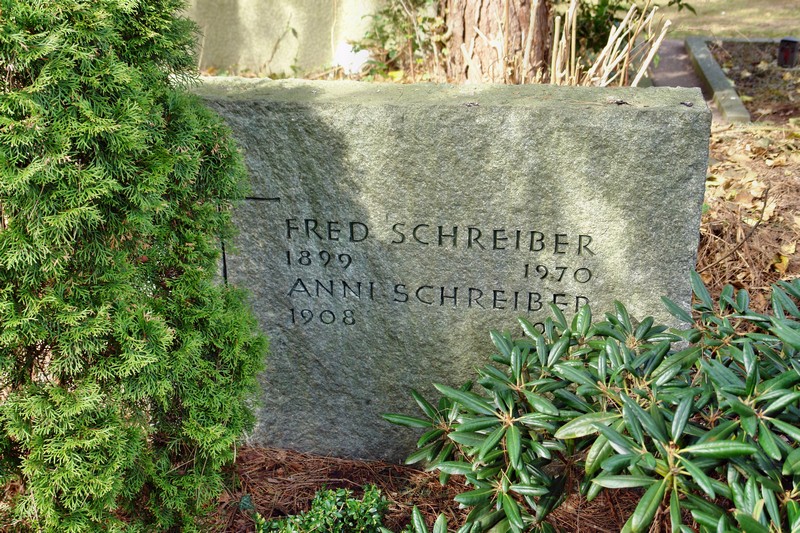 FRED SCHREIBER
1899 1970
ANNI SCHREIBER
1908